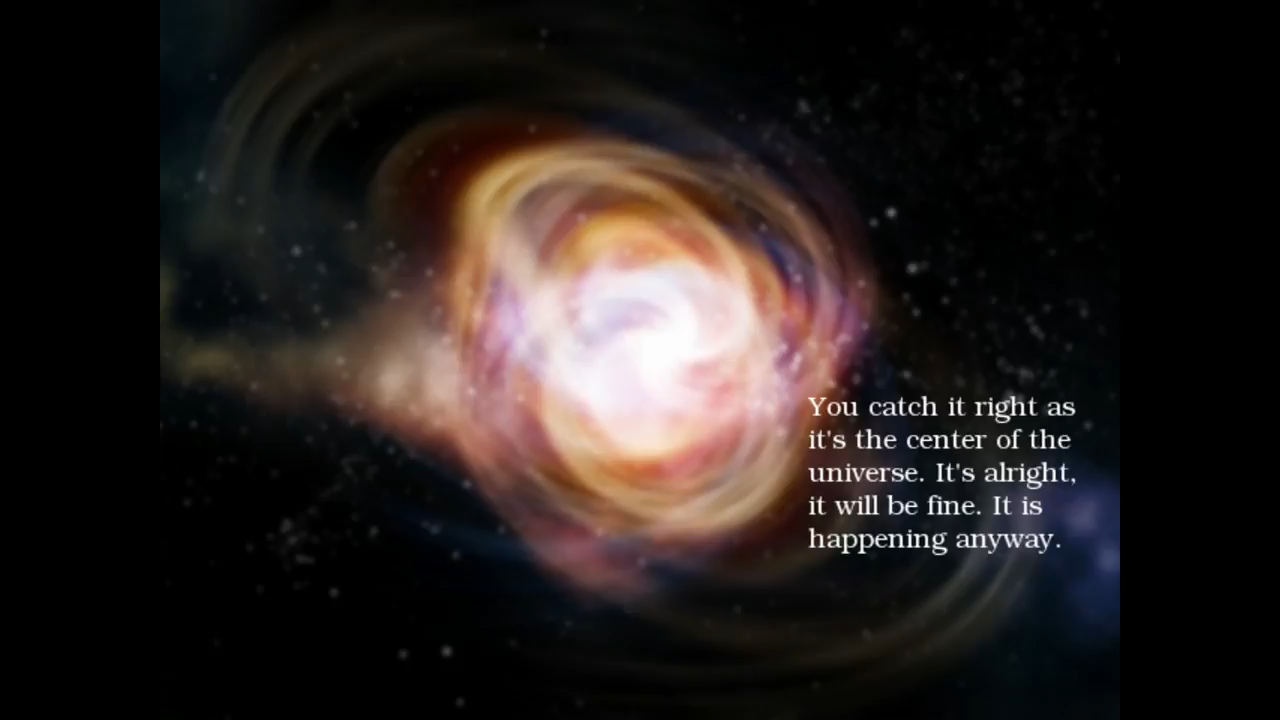 You catch it right as
it's the center of the
universe. It's alright,
it will be fine. It is
happening anyway.